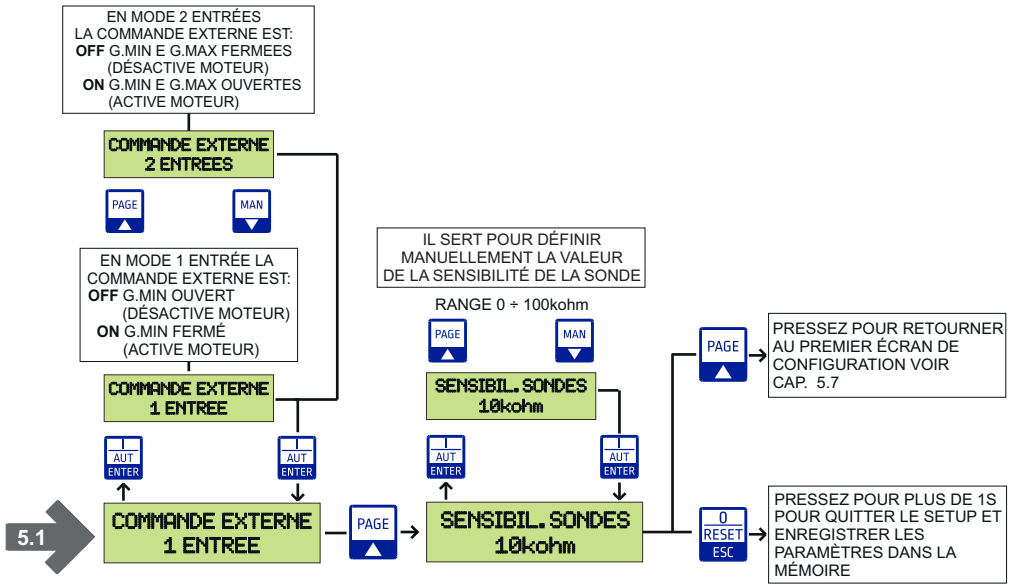 EN MODE 2 ENTRÉES
LA COMMANDE EXTERNE EST:
OFF G.MIN E G.MAX FERMEES
(DÉSACTIVE MOTEUR)
ON G.MIN E G.MAX OUVERTES
(ACTIVE MOTEUR)
COMMANDE EXTERNE
2 ENTREES
PAGE
MAN
EN MODE 1 ENTRÉE LA
COMMANDE EXTERNE EST:
OFF G.MIN OUVERT
(DÉSACTIVE MOTEUR)
ON G.MIN FERMÉ
(ACTIVE MOTEUR)
COMMANDE EXTERNE
1 ENTREE
I
AUT
ENTER
I
AUT
ENTER
5.1
COMMANDE EXTERNE
1 ENTREE
PAGE
IL SERT POUR DÉFINIR
MANUELLEMENT LA VALEUR
DE LA SENSIBILITÉ DE LA SONDE
RANGE 0 ÷ 100kohm
PAGE
MAN
SENSIBIL.SONDES
10kohm
I
AUT
ENTER
I
AUT
ENTER
SENSIBIL.SONDES
10kohm
PAGE
PRESSEZ POUR RETOURNER
AU PREMIER ÉCRAN DE
CONFIGURATION VOIR
CAP. 5.7
0
RESET
ESC
PRESSEZ POUR PLUS DE 1S
POUR QUITTER LE SETUP ET
ENREGISTRER LES
PARAMÈTRES DANS LA
MÉMOIRE